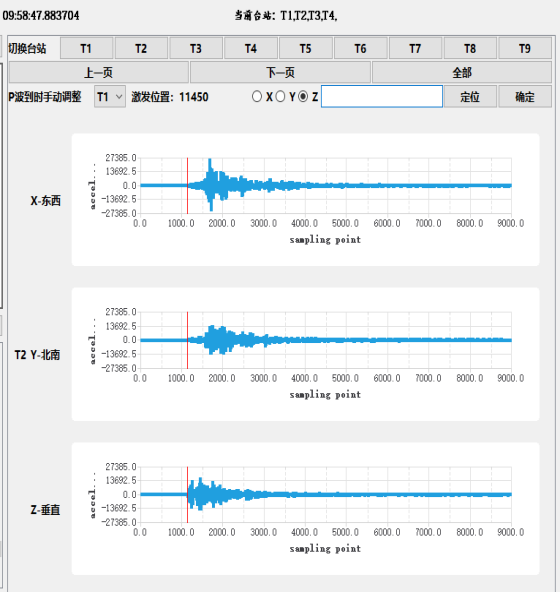 09:58:47.883704 当前台站: T1,T2,T3,T4,
切换台站 T1 T2 T3 T4 T5 T6 T7 T8 T9
上一页 下一页 全部
P波到时手动调整 T1 激发位置: 11450 X Y Z 定位 确定
27385.0
13692.5
0.0
-13692.5
-27385.0
accel...
X-东西
0.0 1000.0 2000.0 3000.0 4000.0 5000.0 6000.0 7000.0 8000.0 9000.0
sampling point
27385.0
13692.5
0.0
-13692.5
-27385.0
accel...
T2 Y-北南
0.0 1000.0 2000.0 3000.0 4000.0 5000.0 6000.0 7000.0 8000.0 9000.0
sampling point
27385.0
13692.5
0.0
-13692.5
-27385.0
accel...
Z-垂直
0.0 1000.0 2000.0 3000.0 4000.0 5000.0 6000.0 7000.0 8000.0 9000.0
sampling point